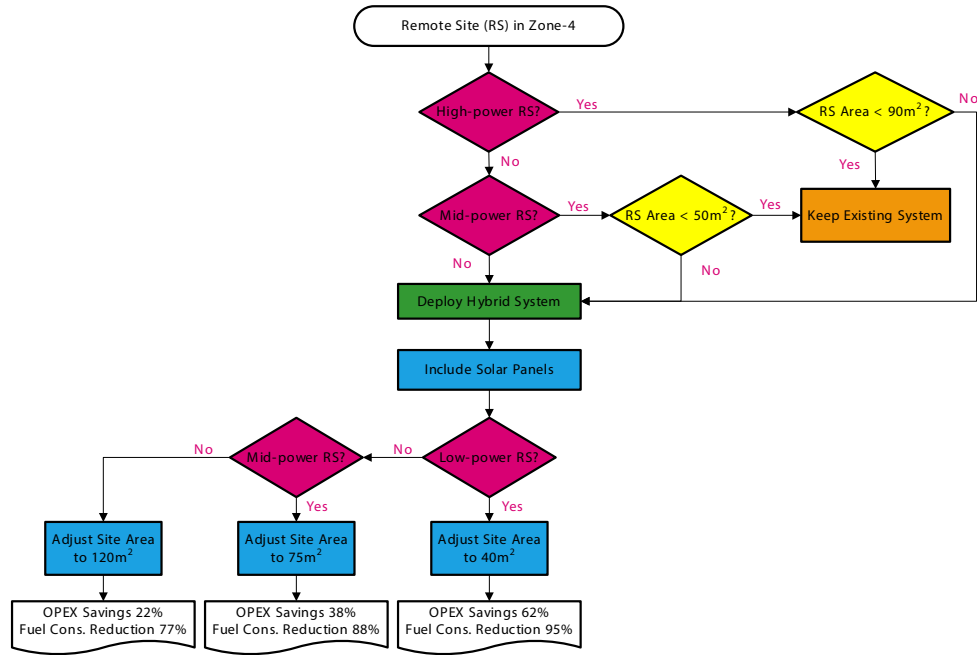 Remote Site (RS) in Zone-4
High-power RS?
Yes
RS Area < 90m²?
No
No
Yes
Mid-power RS?
Yes
RS Area < 50m²?
Yes
Keep Existing System
No
No
Deploy Hybrid System
Include Solar Panels
No
Mid-power RS?
No
Low-power RS?
Yes
Yes
Adjust Site Area
to 120m²
Adjust Site Area
to 75m²
Adjust Site Area
to 40m²
OPEX Savings 22%
Fuel Cons. Reduction 77%
OPEX Savings 38%
Fuel Cons. Reduction 88%
OPEX Savings 62%
Fuel Cons. Reduction 95%